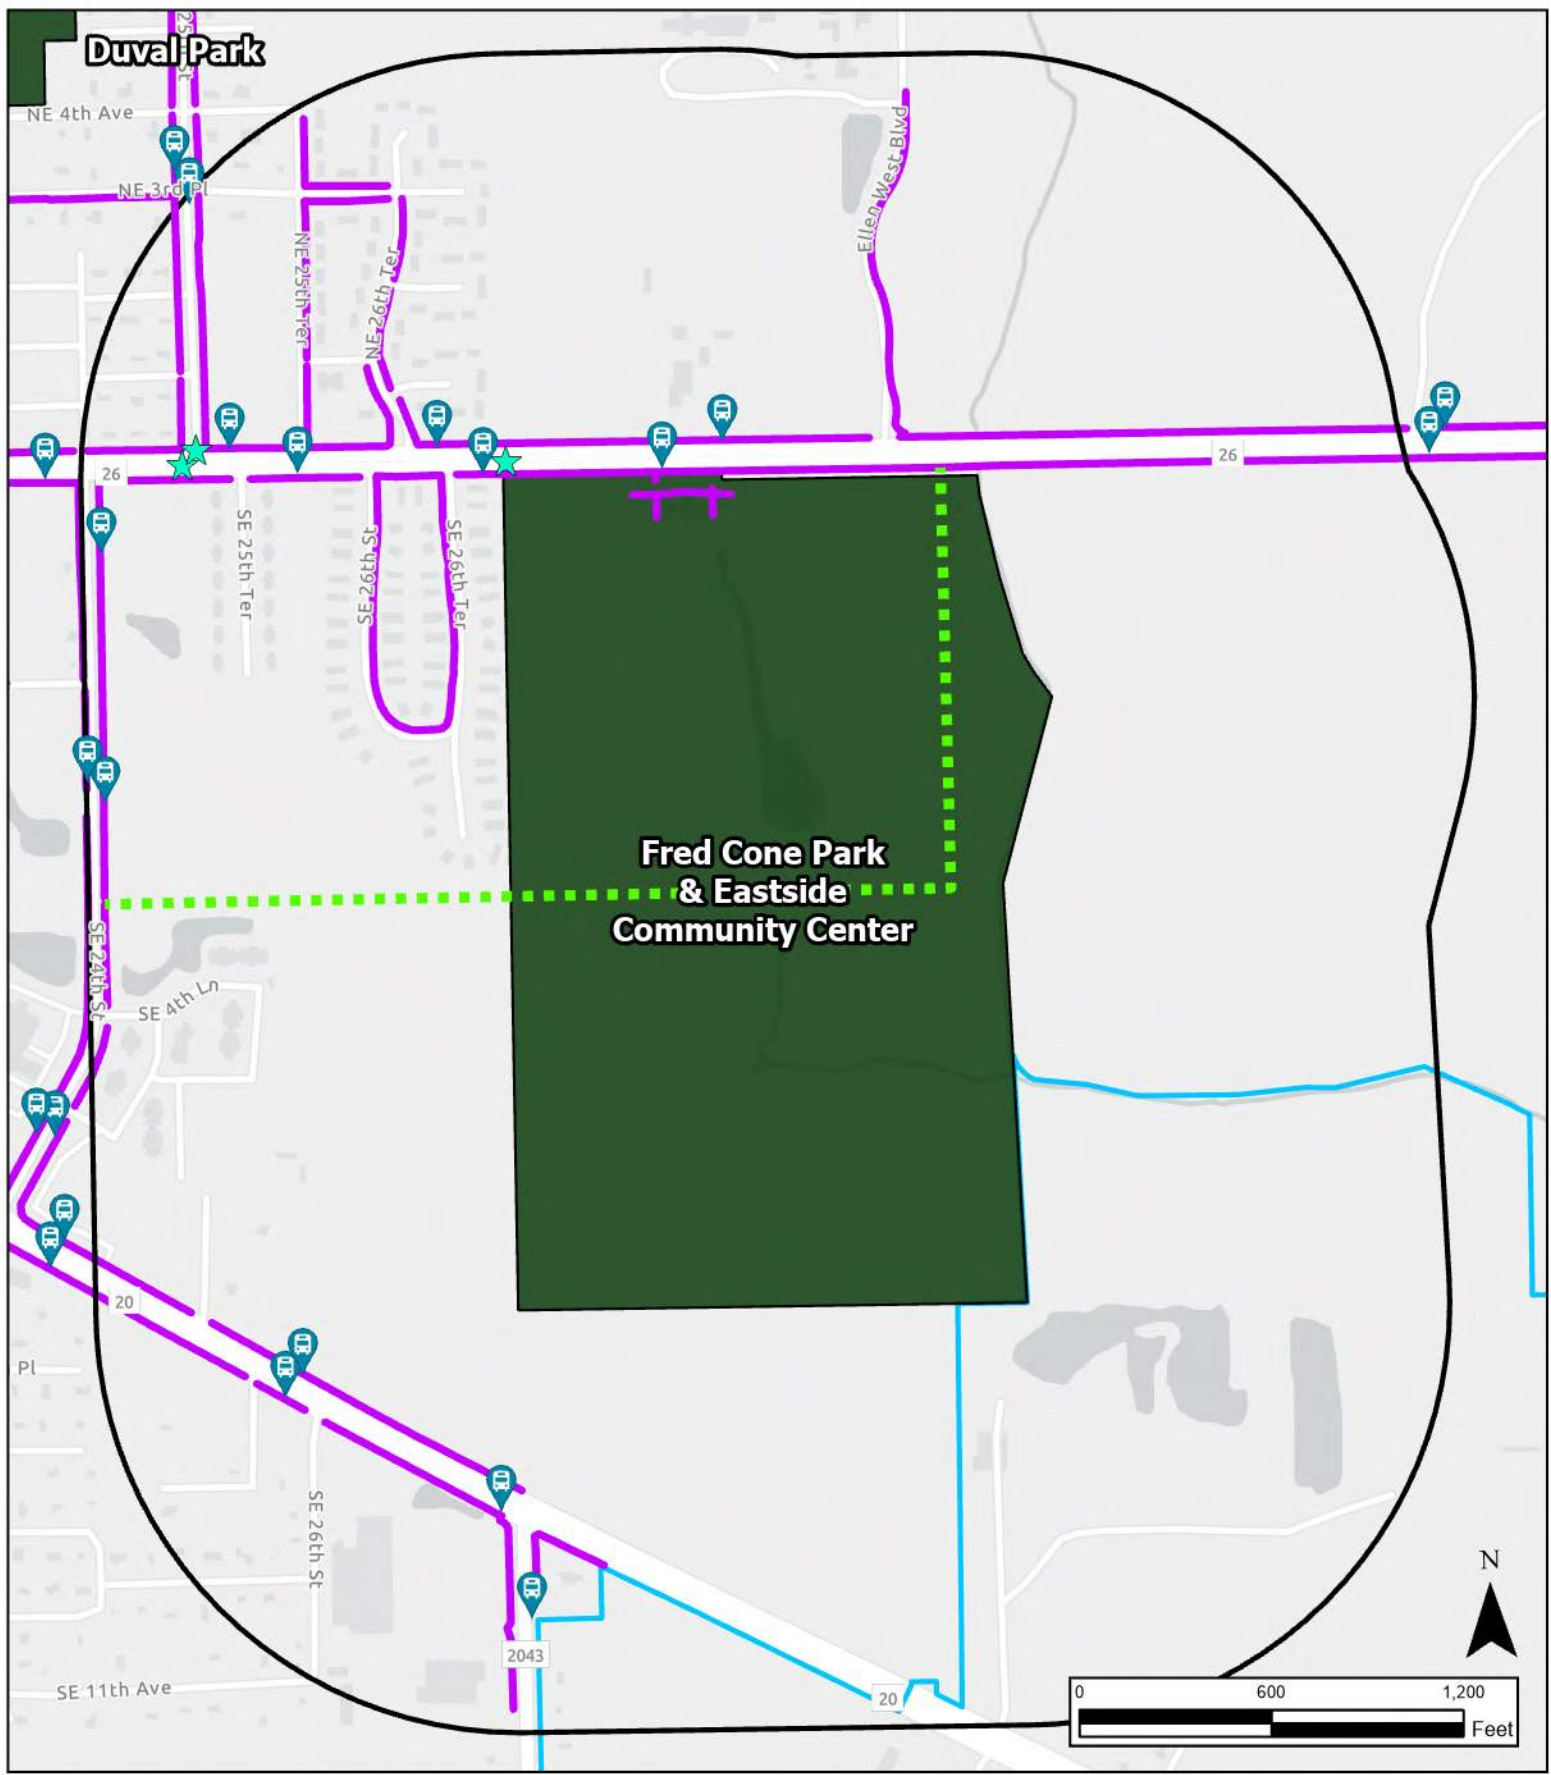 Duval Park
25th St
NE 4th Ave
NE 3rd Pl
NE 25th Ter
NE 26th Ter
Ellen West Blvd
26
26
SE 25th Ter
SE 26th St
SE 26th Ter
Fred Cone Park
& Eastside
Community Center
SE 24th St
SE 4th Ln
20
Pl
SE 26th St
2043
SE 11th Ave
20
N
0 600 1,200
Feet